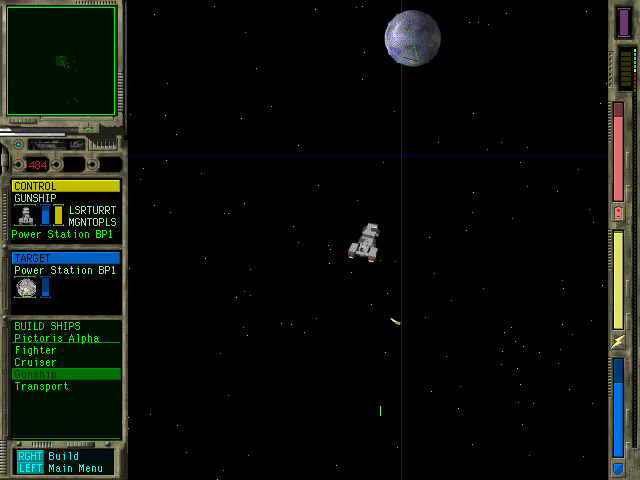 484
CONTROL
GUNSHIP
LSRTURRT
MGNTOPLS
Power Station BP1
TARGET
Power Station BP1
BUILD SHIPS
Pictoris Alpha
Fighter
Cruiser
Gunship
Transport
RGHT Build
LEFT Main Menu